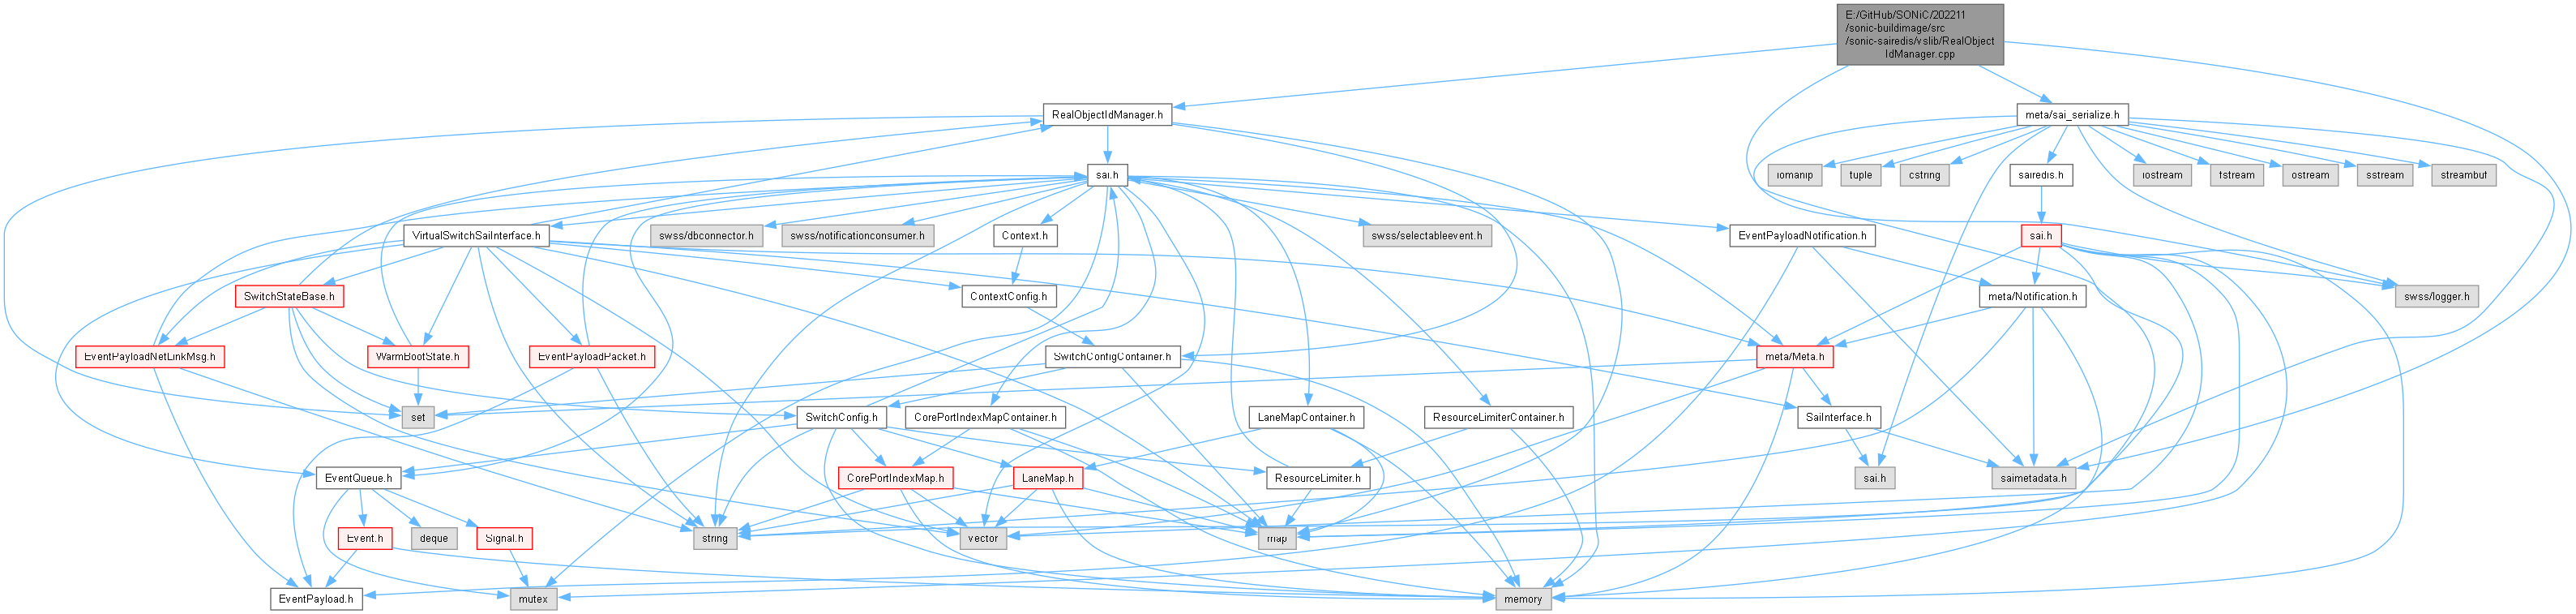 E:/GitHub/SONiC/202211
/sonic-buildimage/src
/sonic-sairedis/vslib/RealObject
IdManager.cpp
RealObjectIdManager.h
meta/sai_serialize.h
sai.h
iomanip
tuple
cstring
sairedis.h
iostream
fstream
ostream
sstream
streambuf
VirtualSwitchSaiInterface.h
swss/dbconnector.h
swss/notificationconsumer.h
Context.h
swss/selectableevent.h
EventPayloadNotification.h
sai.h
SwitchStateBase.h
ContextConfig.h
meta/Notification.h
swss/logger.h
EventPayloadNetLinkMsg.h
WarmBootState.h
EventPayloadPacket.h
SwitchConfigContainer.h
meta/Meta.h
set
SwitchConfig.h
CorePortIndexMapContainer.h
LaneMapContainer.h
ResourceLimiterContainer.h
SaiInterface.h
EventQueue.h
CorePortIndexMap.h
LaneMap.h
ResourceLimiter.h
sai.h
saimetadata.h
Event.h
deque
Signal.h
string
vector
map
EventPayload.h
mutex
memory